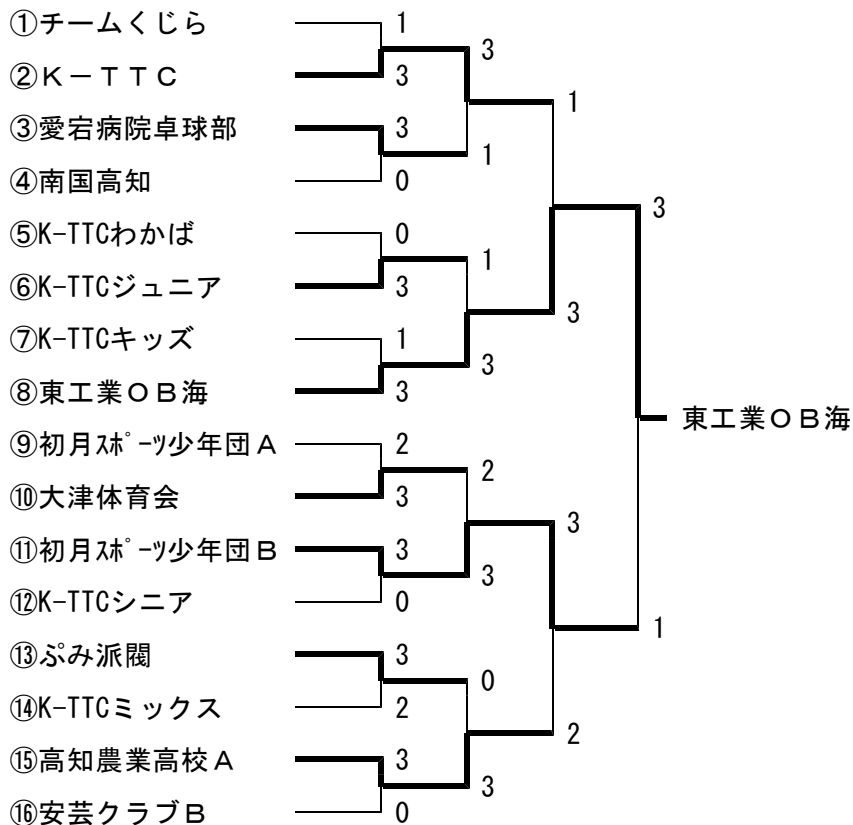 ①チームくじら 1
3
②K－TTC 3
1
③愛宕病院卓球部 3
1
④南国高知 0
3
⑤K-TTCわかば 0
1
⑥K-TTCジュニア 3
3
⑦K-TTCキッズ 1
3
⑧東工業OB海 3
東工業OB海
⑨初月ｽﾎﾟｰﾂ少年団A 2
2
⑩大津体育会 3
3
⑪初月ｽﾎﾟｰﾂ少年団B 3
3
⑫K-TTCシニア 0
1
⑬ぷみ派閥 3
0
⑭K-TTCミックス 2
2
⑮高知農業高校A 3
3
⑯安芸クラブB 0